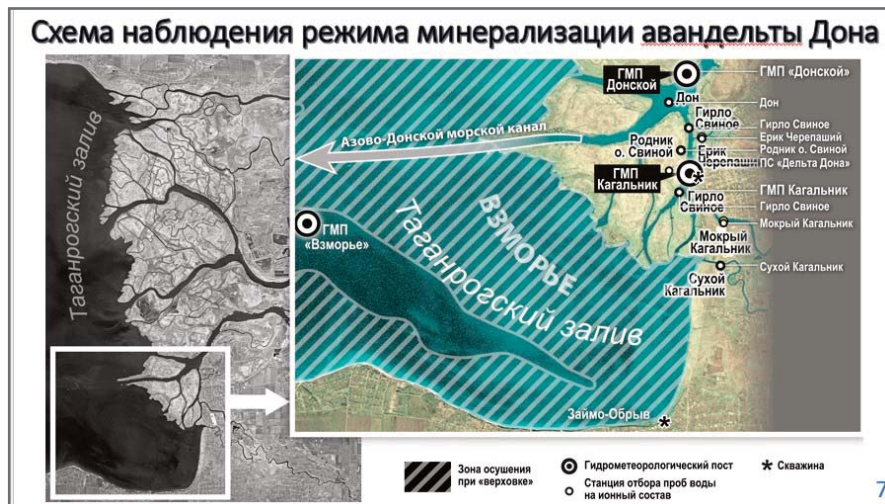 Схема наблюдения режима минерализации авандельты Дона
Таганрогский залив
ГМП
Донской
ГМП «Донской»
Дон
Дон
Гирло
Свиное
Гирло Свиное
Ерик Черепаший
Азово-Донской морской канал
Родник
о. Свиной
Ерик
Черепаший
Родник о. Свиной
ПС «Дельта Дона»
ГМП
Кагальник
ГМП Кагальник
Гирло
Свиное
Гирло Свиное
ГМП
«Взморье»
ВЗМОРЬЕ
Таганрогский залив
Мокрый
Кагальник
Мокрый Кагальник
Сухой
Кагальник
Сухой Кагальник
Займо-Обрыв
Зона осушения
при «верховке»
Гидрометеорологический пост
Станция отбора проб воды
на ионный состав
Скважина
7